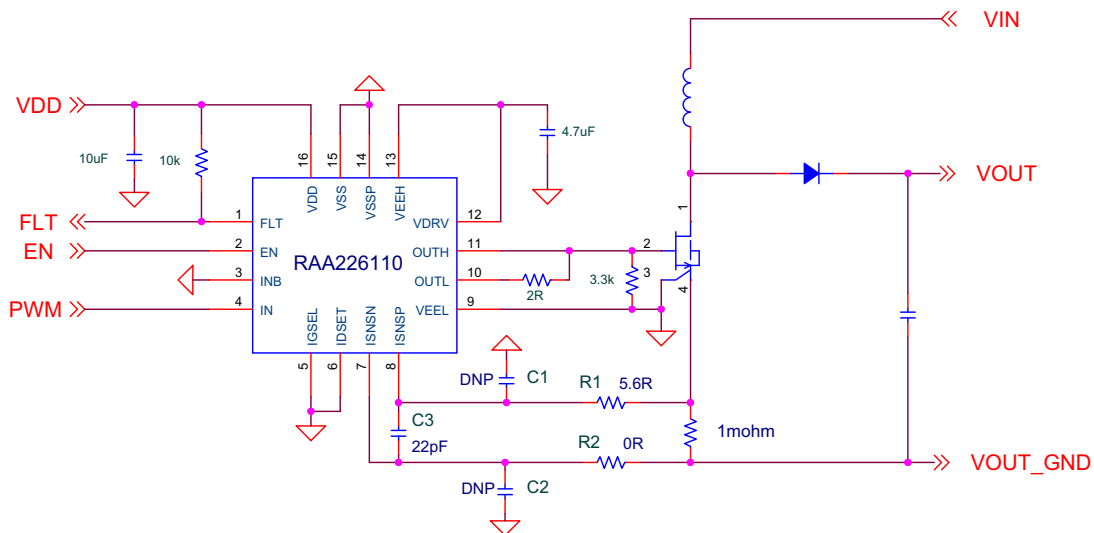 VIN
VDD
10uF
10k
16
15
14
13
4.7uF
VOUT
VDD
VSS
VSSP
VEEH
1
FLT
1
FLT
VDRV
12
EN
2
EN
RAA226110
OUTH
11
2
3
INB
OUTL
10
2R
3.3k
3
4
PWM
4
IN
VEEL
9
IGSEL
IDSET
ISNSN
ISNSP
5
6
7
8
DNP
C1
R1
5.6R
C3
22pF
R2
0R
1mohm
VOUT_GND
DNP
C2